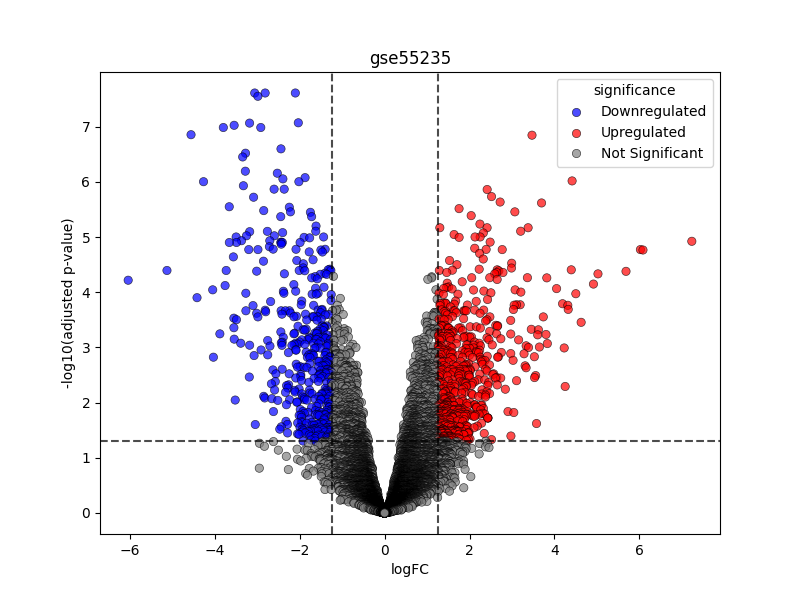 gse55235
significance
Downregulated
Upregulated
Not Significant
-log10(adjusted p-value)
7
6
5
4
3
2
1
0
−6 −4 −2 0 2 4 6
logFC